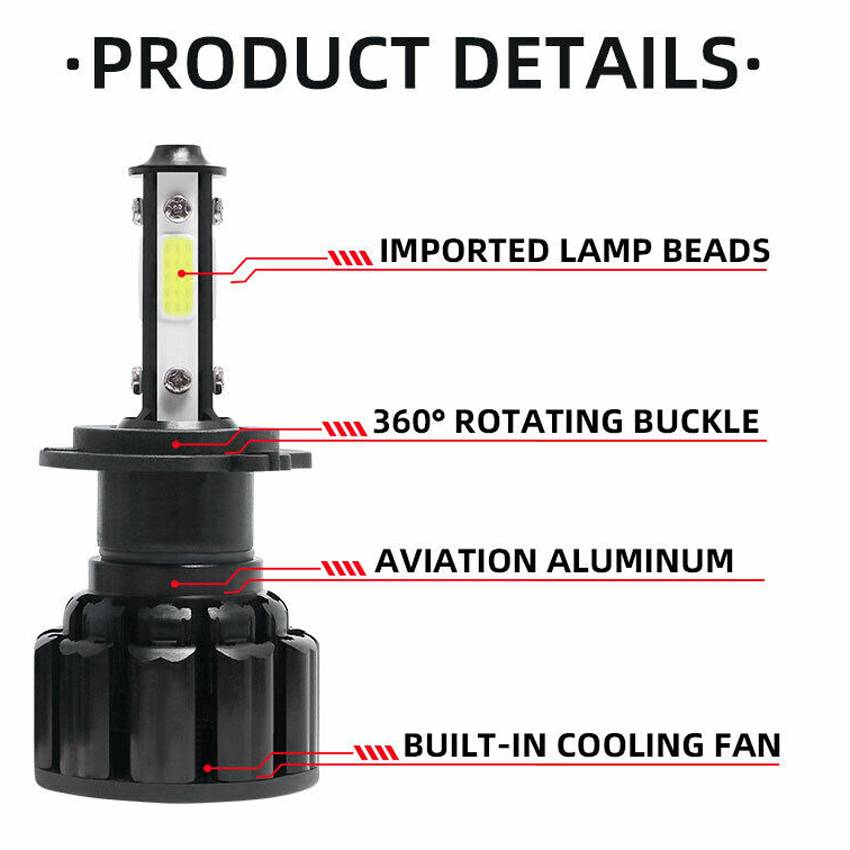 ·PRODUCT DETAILS·
IMPORTED LAMP BEADS
360° ROTATING BUCKLE
AVIATION ALUMINUM
BUILT-IN COOLING FAN